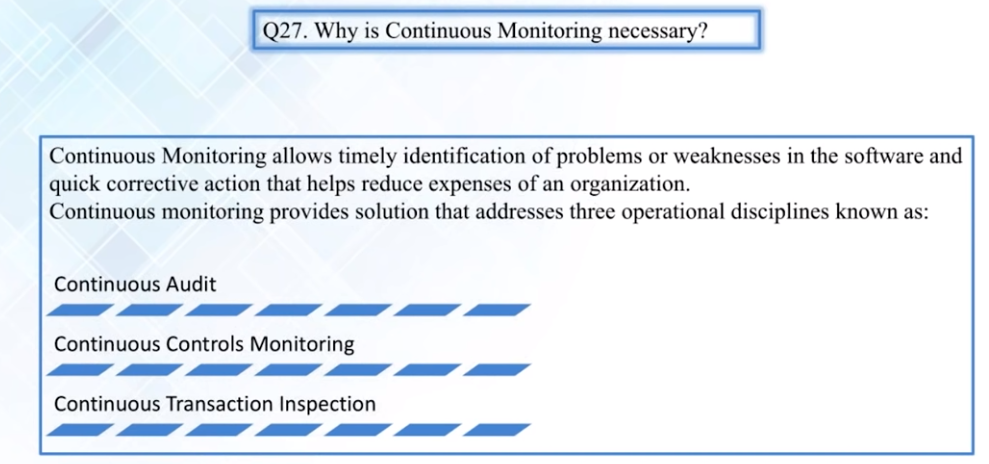 Q27. Why is Continuous Monitoring necessary?
Continuous Monitoring allows timely identification of problems or weaknesses in the software and
quick corrective action that helps reduce expenses of an organization.
Continuous monitoring provides solution that addresses three operational disciplines known as:
Continuous Audit
Continuous Controls Monitoring
Continuous Transaction Inspection